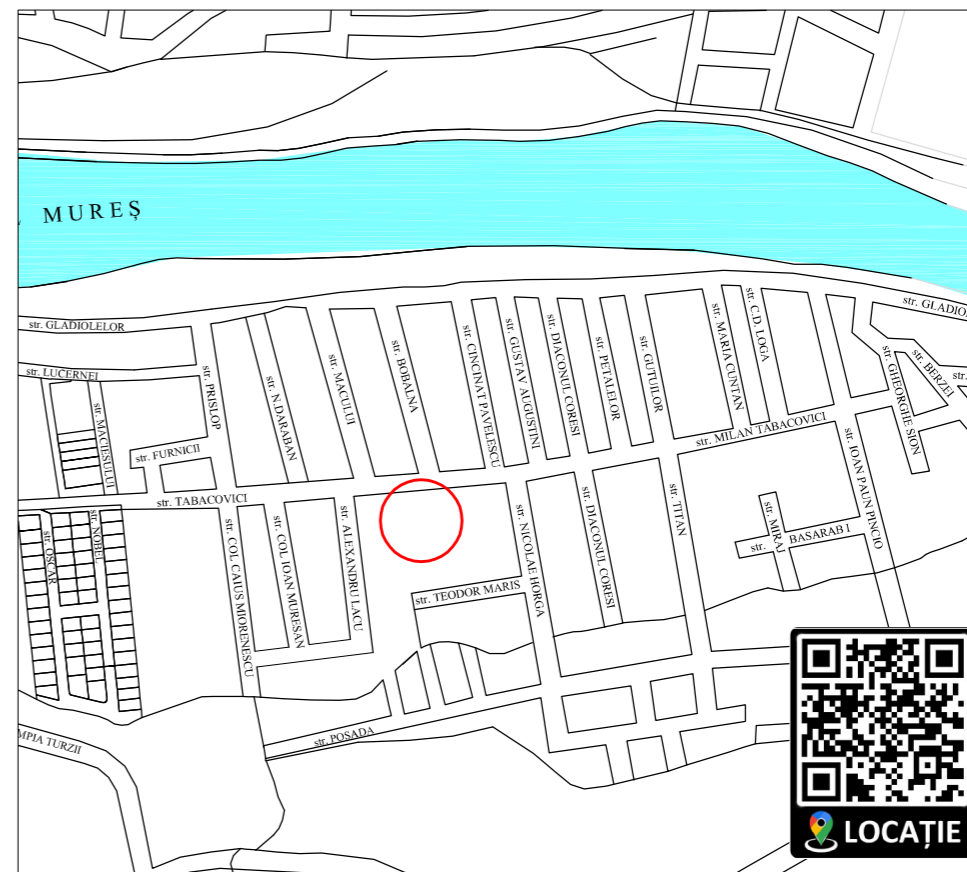 MUREȘ
str. GLADIOLELOR
str. LUCERNEI
str. MACIESULUI
str. PRISLOP
str. FURNICII
str. N.DARABAN
str. MACULUI
str. BOBALNA
str. CINCINAT PAVELESCU
str. GUSTAV AUGUSTINI
str. DIACONUL CORESI
str. PETALELOR
str. GUTUILOR
str. MARIA CUNTAN
str. C.D. LOGA
str. GLADIO
str. BERZEI
str.
str. GHEORGHE SION
str. MILAN TABACOVICI
str. IOAN PAUN PINCIO
str. TABACOVICI
str. OSCAR
str. NOBEL
str. COL CAIUS MIORENESCU
str. COL IOAN MURESAN
str. ALEXANDRU LACU
str. TEODOR MARIS
str. NICOLAE HORGA
str. DIACONUL CORESI
str. TITAN
str. MIRAJ
str. BASARAB I
str. POSADA
MPIA TURZII
LOCAȚIE